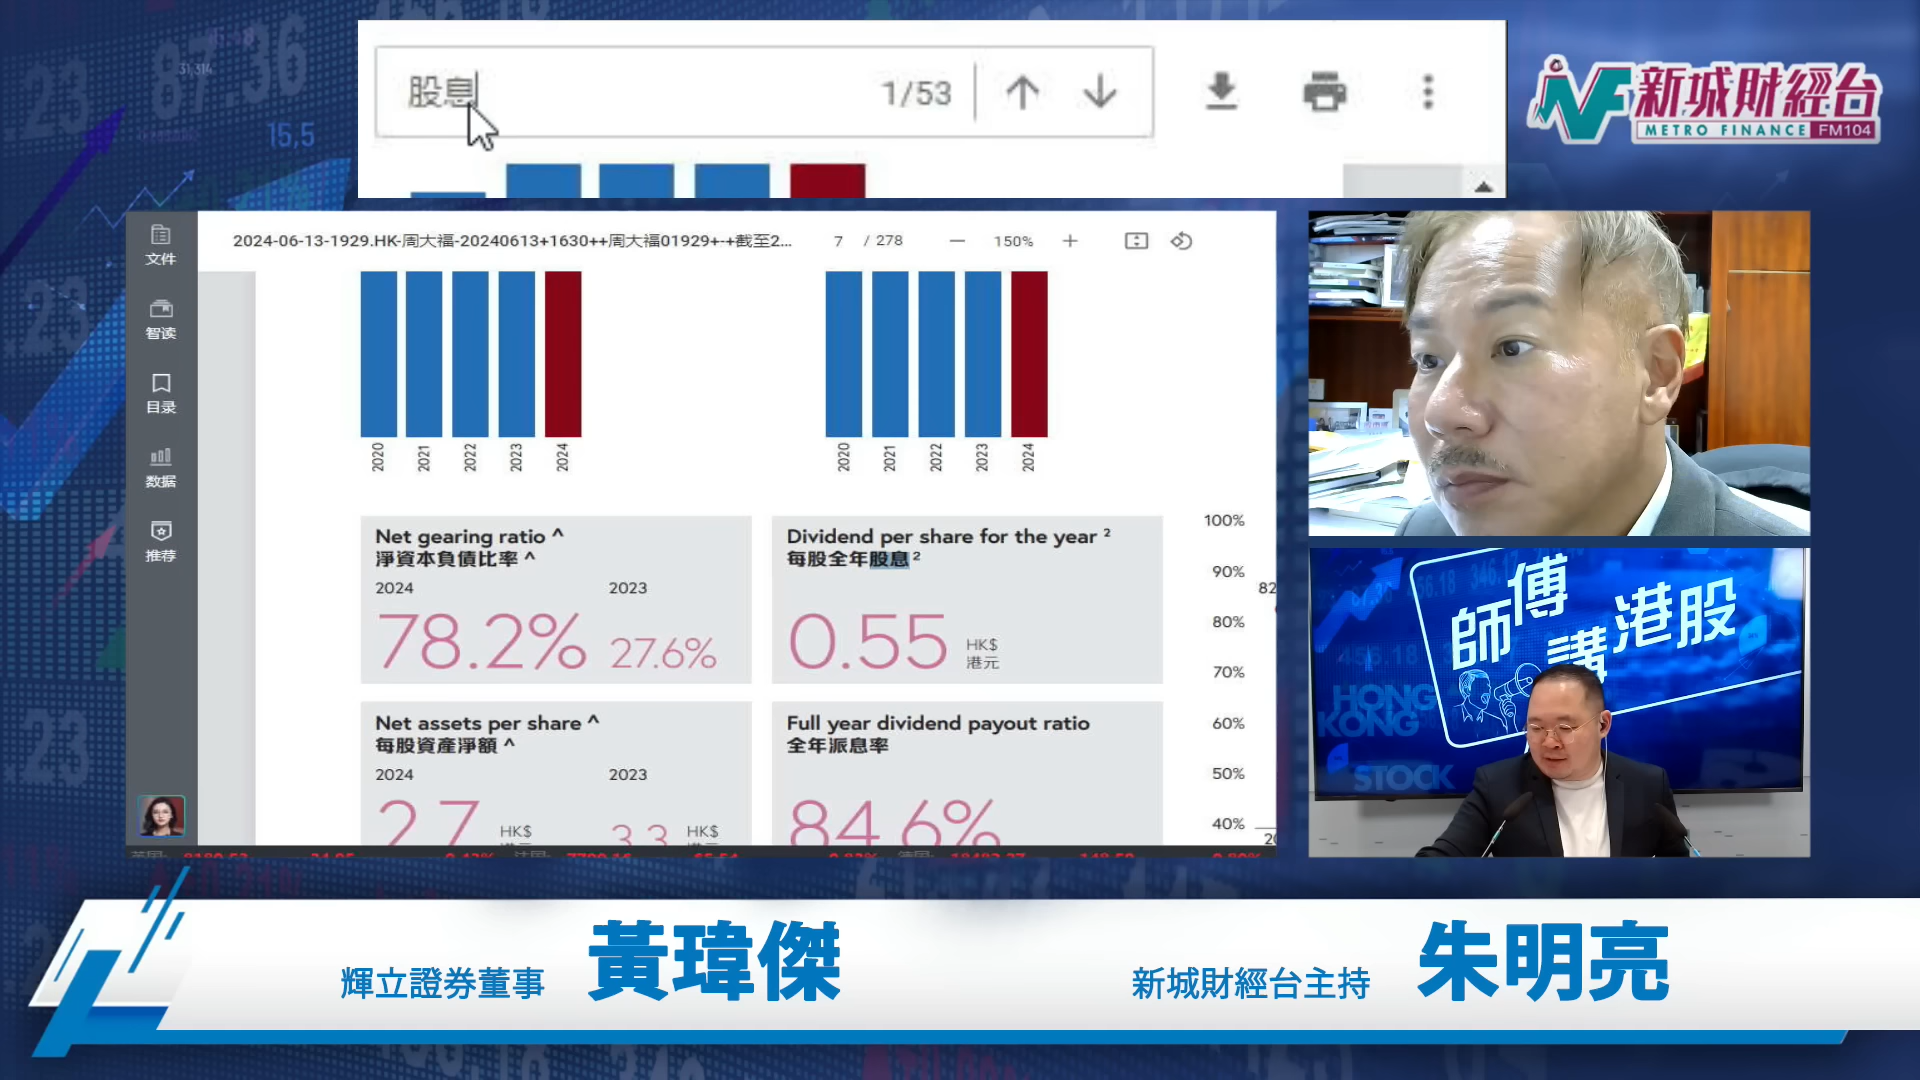 股息
1/53
新城財經台
METRO FINANCE FM104
文件
智读
目录
数据
推荐
2024-06-13-1929.HK-周大福-20240613+1630++周大福01929+-+截至2...
7 / 278
150%
2020 2021 2022 2023 2024
2020 2021 2022 2023 2024
Net gearing ratio ^
淨資本負債比率 ^
2024 2023
78.2% 27.6%
Dividend per share for the year ²
每股全年股息²
0.55 HK$
港元
Net assets per share ^
每股資產淨額 ^
2024 2023
2.7 HK$ 3.3 HK$
Full year dividend payout ratio
全年派息率
84.6%
100%
90%
82
80%
70%
60%
50%
40%
師傅講港股
HONG KONG
STOCK
輝立證券董事 黃瑋傑
新城財經台主持 朱明亮